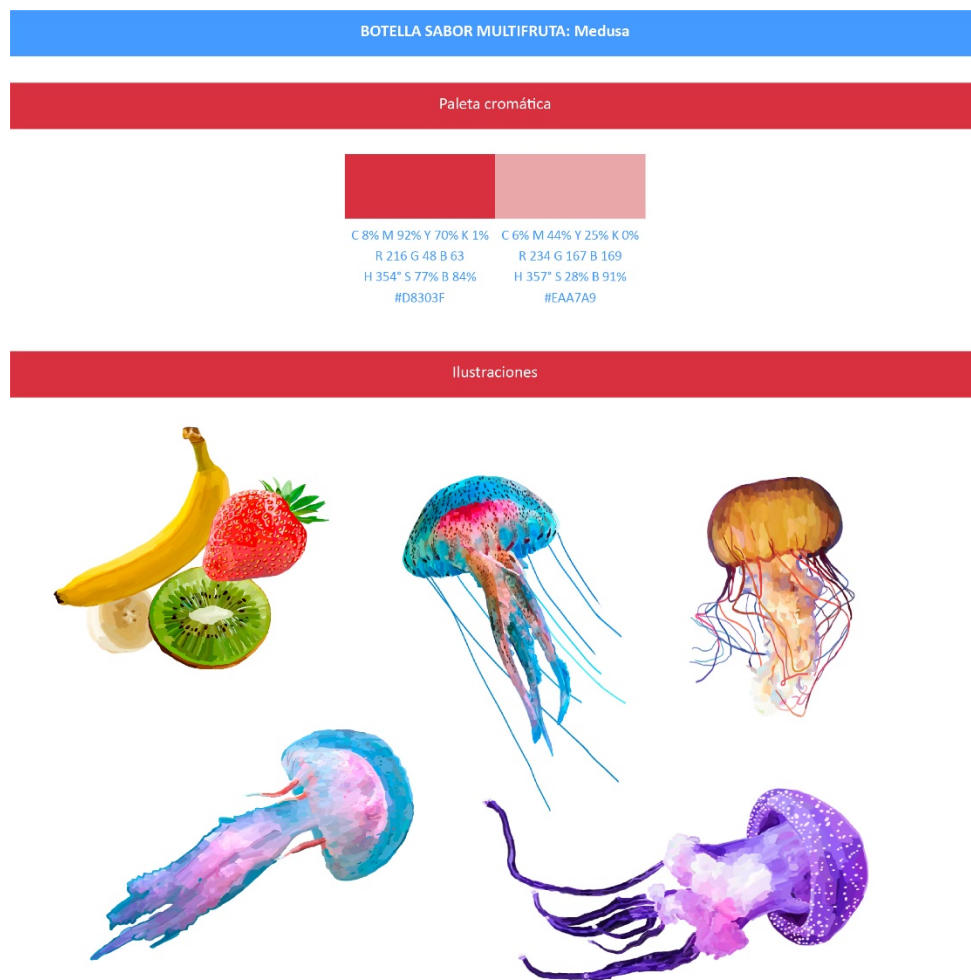 BOTELLA SABOR MULTIFRUTA: Medusa
Paleta cromática
C 8% M 92% Y 70% K 1%
R 216 G 48 B 63
H 354° S 77% B 84%
#D8303F
C 6% M 44% Y 25% K 0%
R 234 G 167 B 169
H 357° S 28% B 91%
#EAA7A9
Ilustraciones